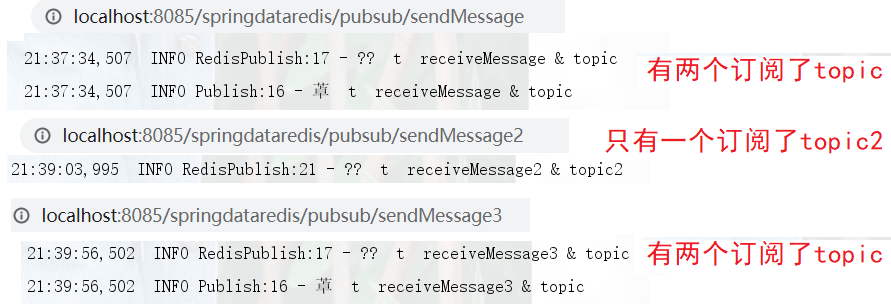 localhost:8085/springdataredis/pubsub/sendMessage
21:37:34,507 INFO RedisPublish:17 - ?? t receiveMessage & topic
有两个订阅了topic
21:37:34,507 INFO Publish:16 - t receiveMessage & topic
localhost:8085/springdataredis/pubsub/sendMessage2
只有一个订阅了topic2
21:39:03,995 INFO RedisPublish:21 - ?? t receiveMessage2 & topic2
localhost:8085/springdataredis/pubsub/sendMessage3
21:39:56,502 INFO RedisPublish:17 - ?? t receiveMessage3 & topic
有两个订阅了topic
21:39:56,502 INFO Publish:16 - t receiveMessage3 & topic